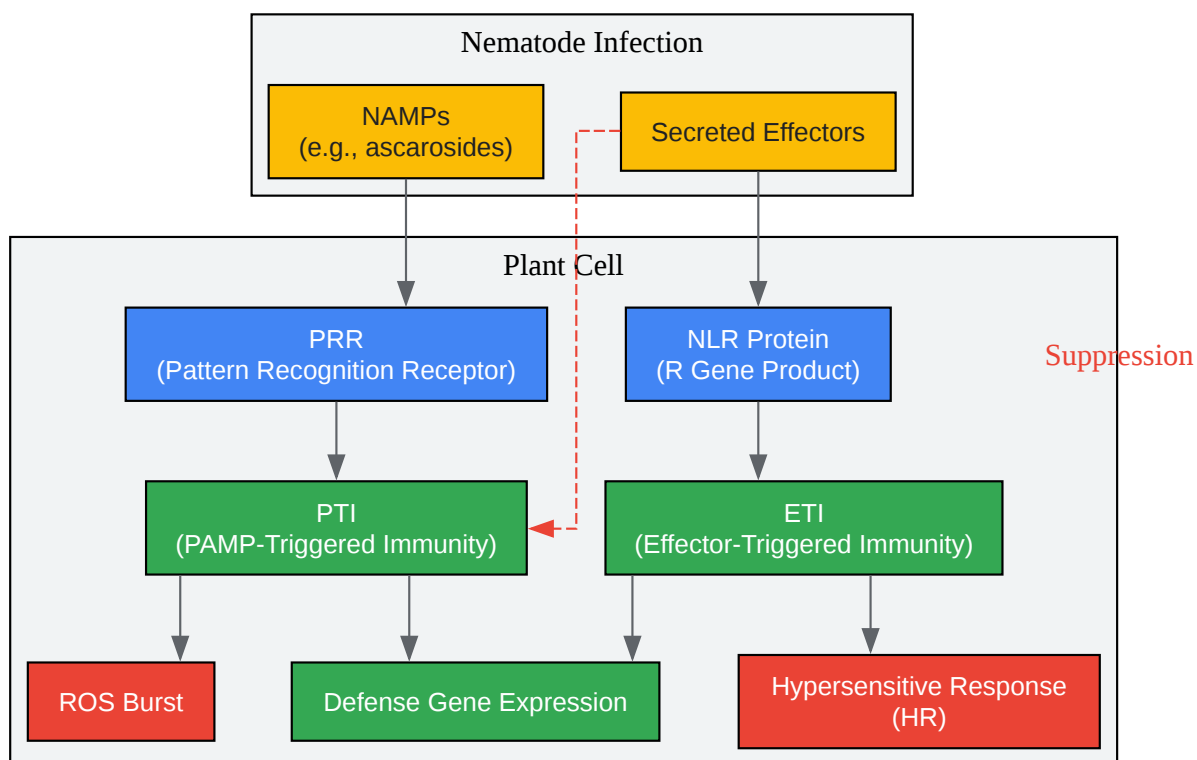 Nematode Infection
NAMPs
(e.g., ascarosides)
Secreted Effectors
Plant Cell
PRR
(Pattern Recognition Receptor)
NLR Protein
(R Gene Product)
Suppression
PTI
(PAMP-Triggered Immunity)
ETI
(Effector-Triggered Immunity)
ROS Burst
Defense Gene Expression
Hypersensitive Response
(HR)